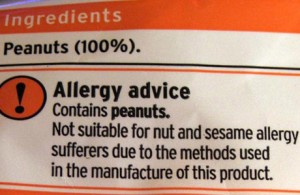 Ingredients
Peanuts (100%).
!
Allergy advice
Contains peanuts.
Not suitable for nut and sesame allergy
sufferers due to the methods used
in the manufacture of this product.